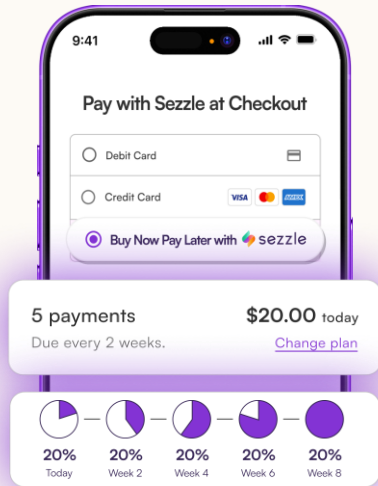 9:41
Pay with Sezzle at Checkout
Debit Card
Credit Card VISA
Buy Now Pay Later with sezzle
5 payments $20.00 today
Due every 2 weeks. Change plan
20% 20% 20% 20% 20%
Today Week 2 Week 4 Week 6 Week 8